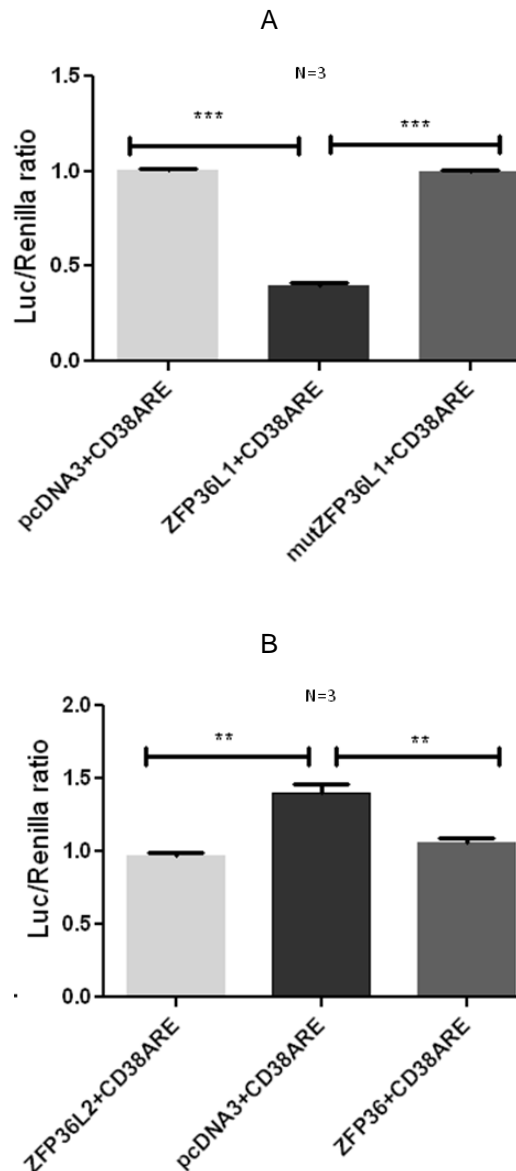 A
N=3
***
***
Luc/Renilla ratio
1.5
1.0
0.5
0.0
pcDNA3+CD38ARE
ZFP36L1+CD38ARE
mutZFP36L1+CD38ARE
B
N=3
**
**
Luc/Renilla ratio
2.0
1.5
1.0
0.5
0.0
ZFP36L2+CD38ARE
pcDNA3+CD38ARE
ZFP36+CD38ARE